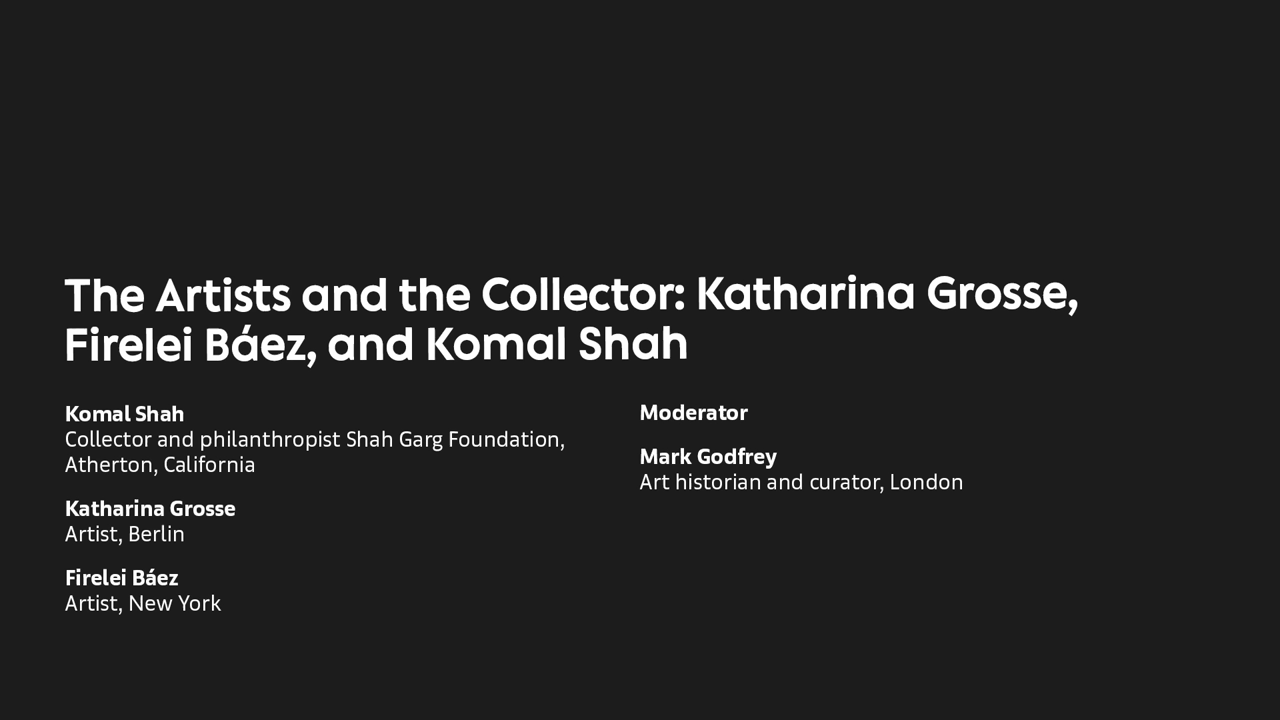 The Artists and the Collector: Katharina Grosse,
Firelei Báez, and Komal Shah
Komal Shah
Collector and philanthropist Shah Garg Foundation,
Atherton, California
Katharina Grosse
Artist, Berlin
Firelei Báez
Artist, New York
Moderator
Mark Godfrey
Art historian and curator, London